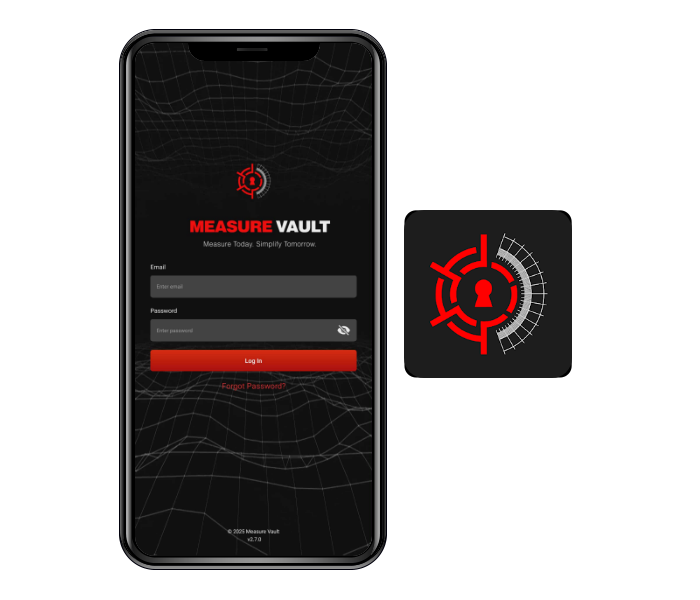 MEASURE VAULT
Measure Today. Simplify Tomorrow.
Email
Enter email
Password
Enter password
Log In
Forgot Password?
© 2025 Measure Vault
v2.7.0